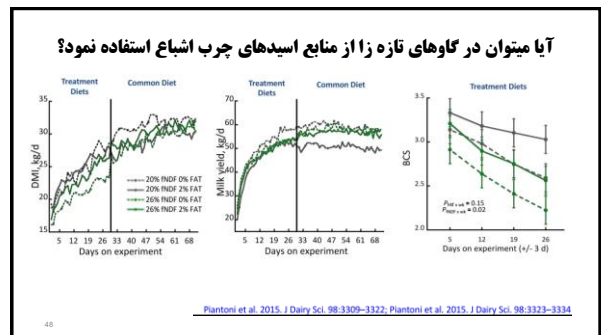 آیا میتوان در گاوهای تازه زا از منابع اسیدهای چرب اشباع استفاده نمود؟
Treatment Diets
Common Diet
35
30
25
20
15
DMI, kg/d
5 12 19 26 33 40 47 54 61 68
Days on experiment
20% fNDF 0% FAT
20% fNDF 2% FAT
26% fNDF 0% FAT
26% fNDF 2% FAT
Treatment Diets
Common Diet
70
60
50
40
30
20
Milk yield, kg/d
5 12 19 26 33 40 47 54 61 68
Days on experiment
Treatment Diets
3.5
3.0
2.5
2.0
BCS
= 0.15
= 0.02
5 12 19 26
Days on experiment (+/- 3 d)
Piantoni et al. 2015. J Dairy Sci. 98:3309–3322; Piantoni et al. 2015. J Dairy Sci. 98:3323–3334
48